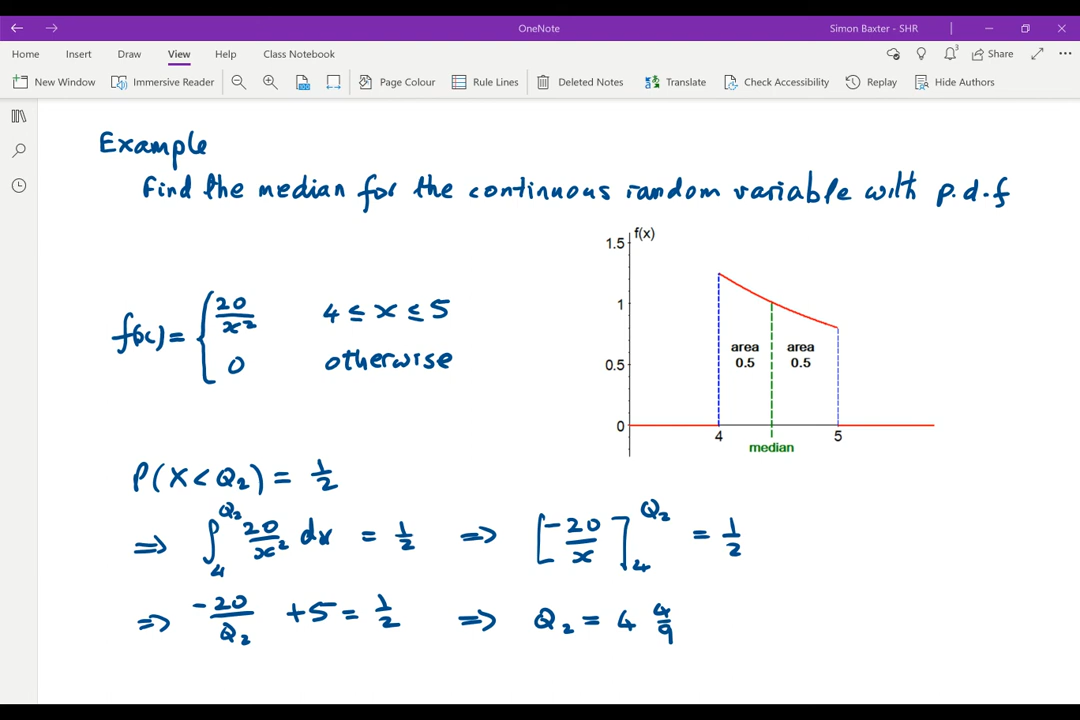 OneNote
Simon Baxter - SHR
Home Insert Draw View Help Class Notebook
3 Share
New Window Immersive Reader Page Colour Rule Lines Deleted Notes Translate Check Accessibility Replay Hide Authors
Example
Find the median for the continuous random variable with p.d.f
f(x) = { 20/x² 4 ≤ x ≤ 5
0 otherwise
f(x)
1.5
1
0.5
0
area 0.5
area 0.5
4 5
median
P(X < Q₂) = 1/2
⇒ ∫₄^Q₂ 20/x² dx = 1/2 ⇒ [-20/x]₄^Q₂ = 1/2
⇒ -20/Q₂ + 5 = 1/2 ⇒ Q₂ = 4 4/9